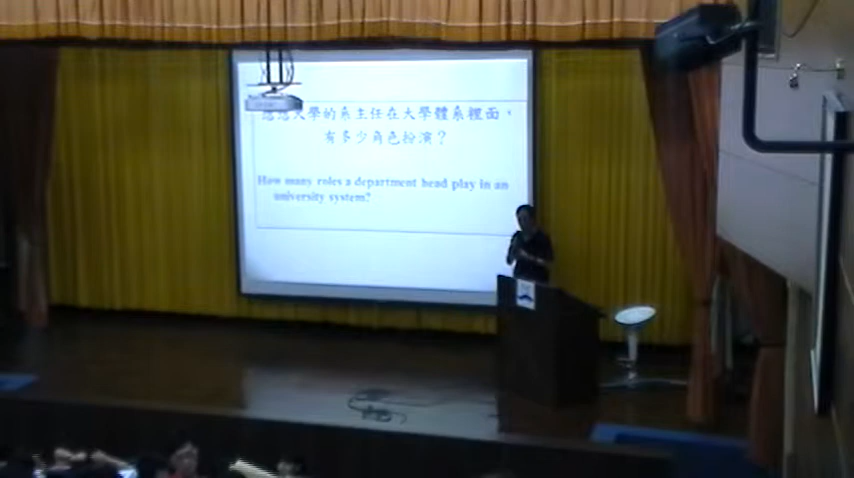 大學的系主任在大學體系裡面，
有多少角色扮演？
How many roles a department head play in an
university system?